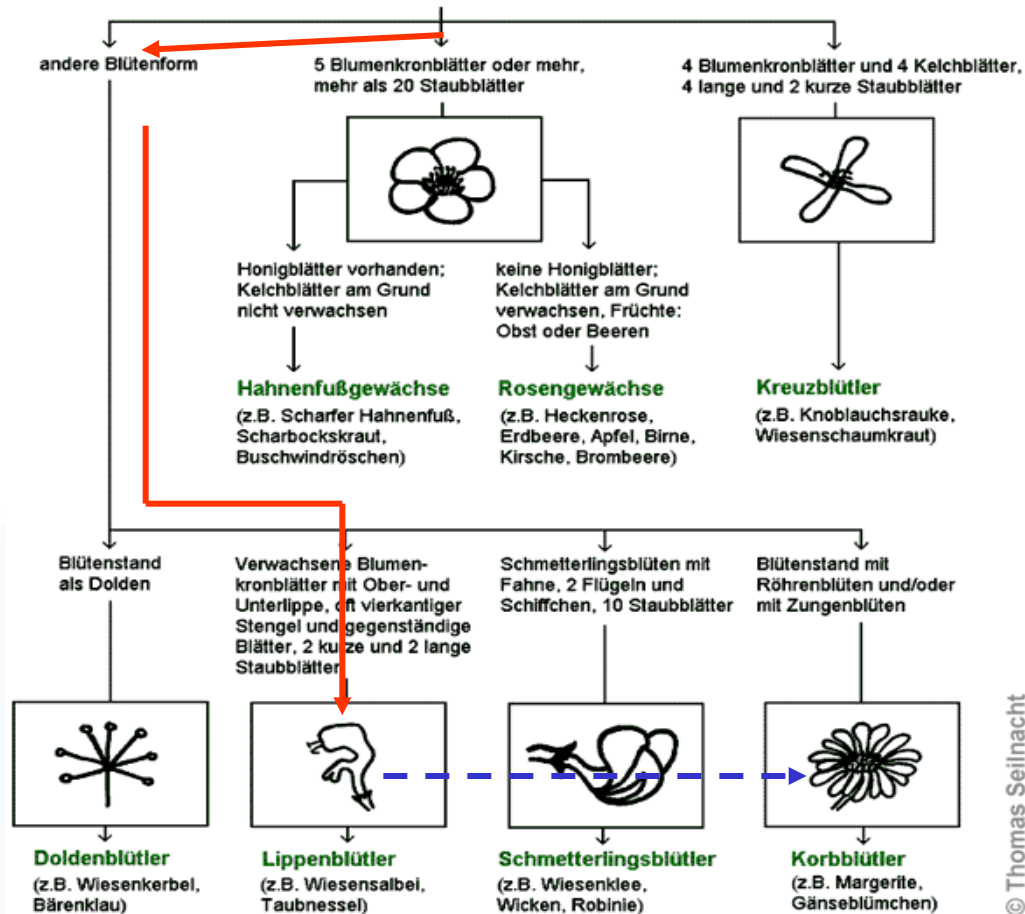 andere Blütenform
5 Blumenkronblätter oder mehr,
mehr als 20 Staubblätter
4 Blumenkronblätter und 4 Kelchblätter,
4 lange und 2 kurze Staubblätter
Honigblätter vorhanden;
Kelchblätter am Grund
nicht verwachsen
keine Honigblätter;
Kelchblätter am Grund
verwachsen, Früchte:
Obst oder Beeren
Hahnenfußgewächse
(z.B. Scharfer Hahnenfuß,
Scharbockskraut,
Buschwindröschen)
Rosengewächse
(z.B. Heckenrose,
Erdbeere, Apfel, Birne,
Kirsche, Brombeere)
Kreuzblütler
(z.B. Knoblauchsrauke,
Wiesenschaumkraut)
Blütenstand
als Dolden
Verwachsene Blumen-
kronblätter mit Ober- und
Unterlippe, oft vierkantiger
Stengel und gegenständige
Blätter, 2 kurze und 2 lange
Staubblätter
Schmetterlingsblüten mit
Fahne, 2 Flügeln und
Schiffchen, 10 Staubblätter
Blütenstand mit
Röhrenblüten und/oder
mit Zungenblüten
Doldenblütler
(z.B. Wiesenkerbel,
Bärenklau)
Lippenblütler
(z.B. Wiesensalbei,
Taubnessel)
Schmetterlingsblütler
(z.B. Wiesenklee,
Wicken, Robinie)
Korbblütler
(z.B. Margerite,
Gänseblümchen)
© Thomas Seilnacht